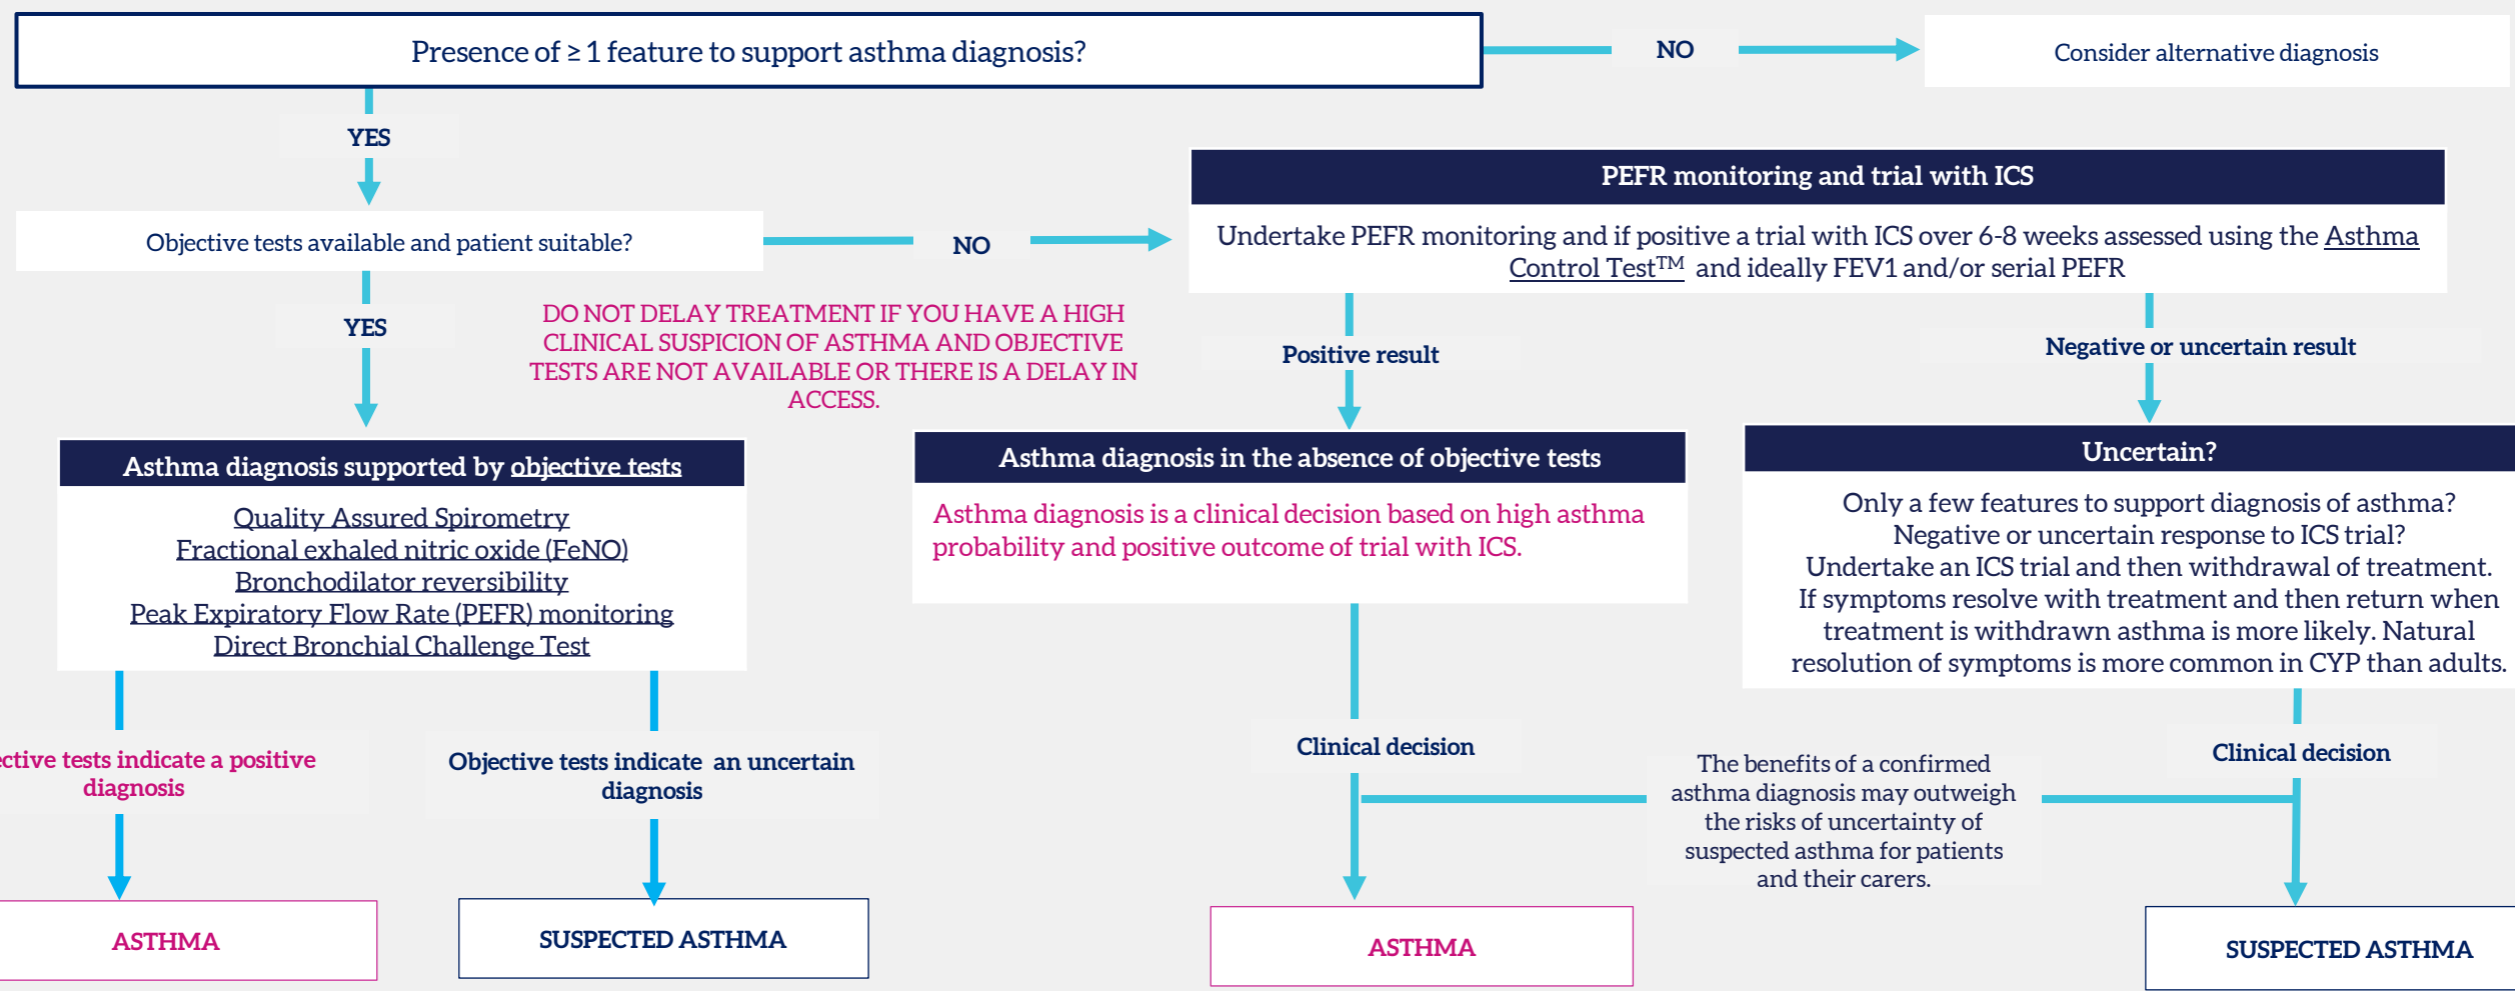 Presence of ≥ 1 feature to support asthma diagnosis?
NO
Consider alternative diagnosis
YES
Objective tests available and patient suitable?
NO
PEFR monitoring and trial with ICS
Undertake PEFR monitoring and if positive a trial with ICS over 6-8 weeks assessed using the Asthma
Control Test™ and ideally FEV1 and/or serial PEFR
YES
DO NOT DELAY TREATMENT IF YOU HAVE A HIGH
CLINICAL SUSPICION OF ASTHMA AND OBJECTIVE
TESTS ARE NOT AVAILABLE OR THERE IS A DELAY IN
ACCESS.
Positive result
Negative or uncertain result
Asthma diagnosis supported by objective tests
Quality Assured Spirometry
Fractional exhaled nitric oxide (FeNO)
Bronchodilator reversibility
Peak Expiratory Flow Rate (PEFR) monitoring
Direct Bronchial Challenge Test
Asthma diagnosis in the absence of objective tests
Asthma diagnosis is a clinical decision based on high asthma
probability and positive outcome of trial with ICS.
Uncertain?
Only a few features to support diagnosis of asthma?
Negative or uncertain response to ICS trial?
Undertake an ICS trial and then withdrawal of treatment.
If symptoms resolve with treatment and then return when
treatment is withdrawn asthma is more likely. Natural
resolution of symptoms is more common in CYP than adults.
ective tests indicate a positive
diagnosis
Objective tests indicate an uncertain
diagnosis
Clinical decision
The benefits of a confirmed
asthma diagnosis may outweigh
the risks of uncertainty of
suspected asthma for patients
and their carers.
Clinical decision
ASTHMA
SUSPECTED ASTHMA
ASTHMA
SUSPECTED ASTHMA